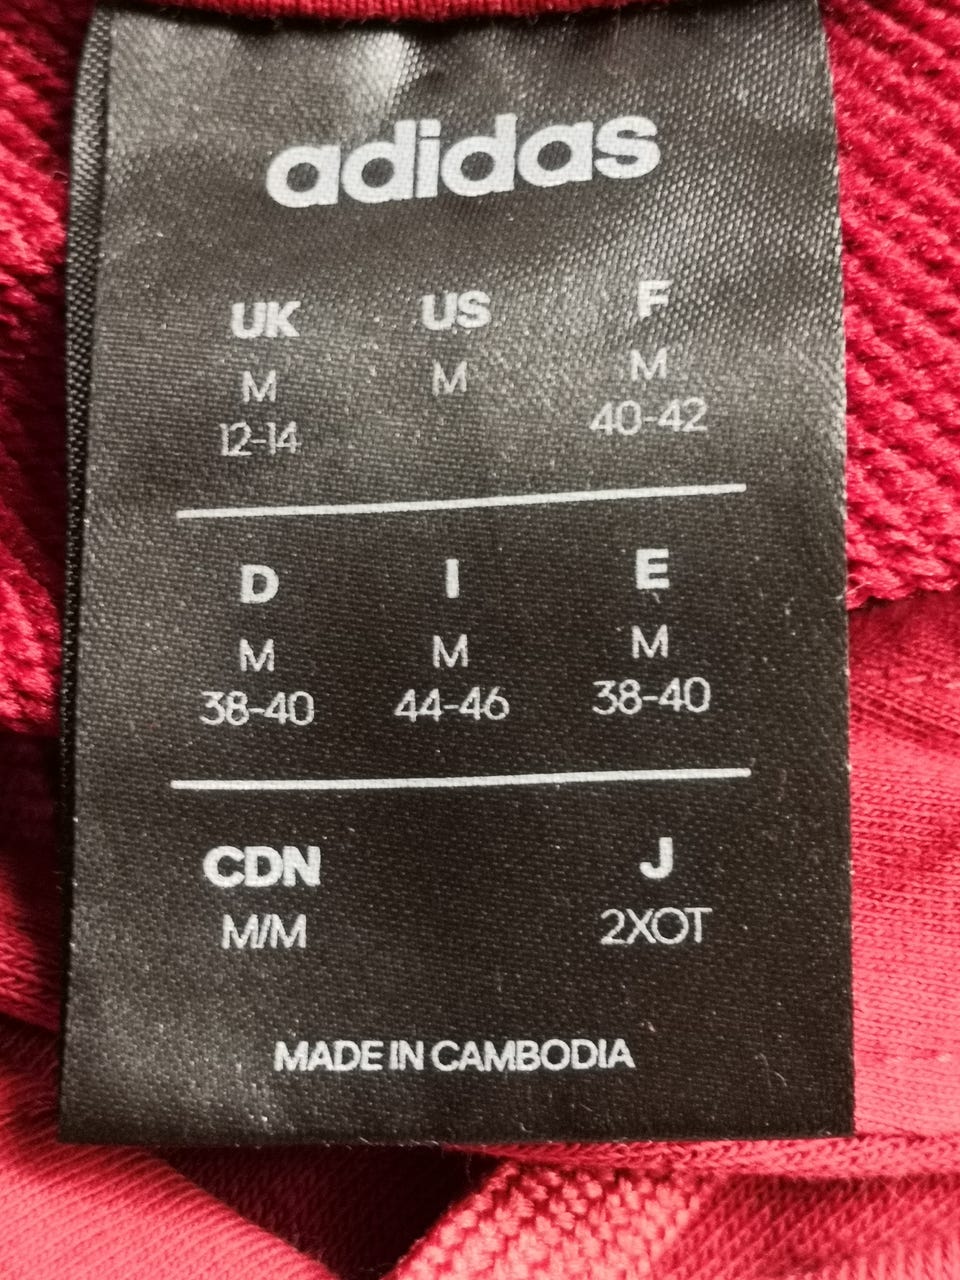 adidas
UK US F
M M M
12-14 40-42
D I E
M M M
38-40 44-46 38-40
CDN J
M/M 2XOT
MADE IN CAMBODIA